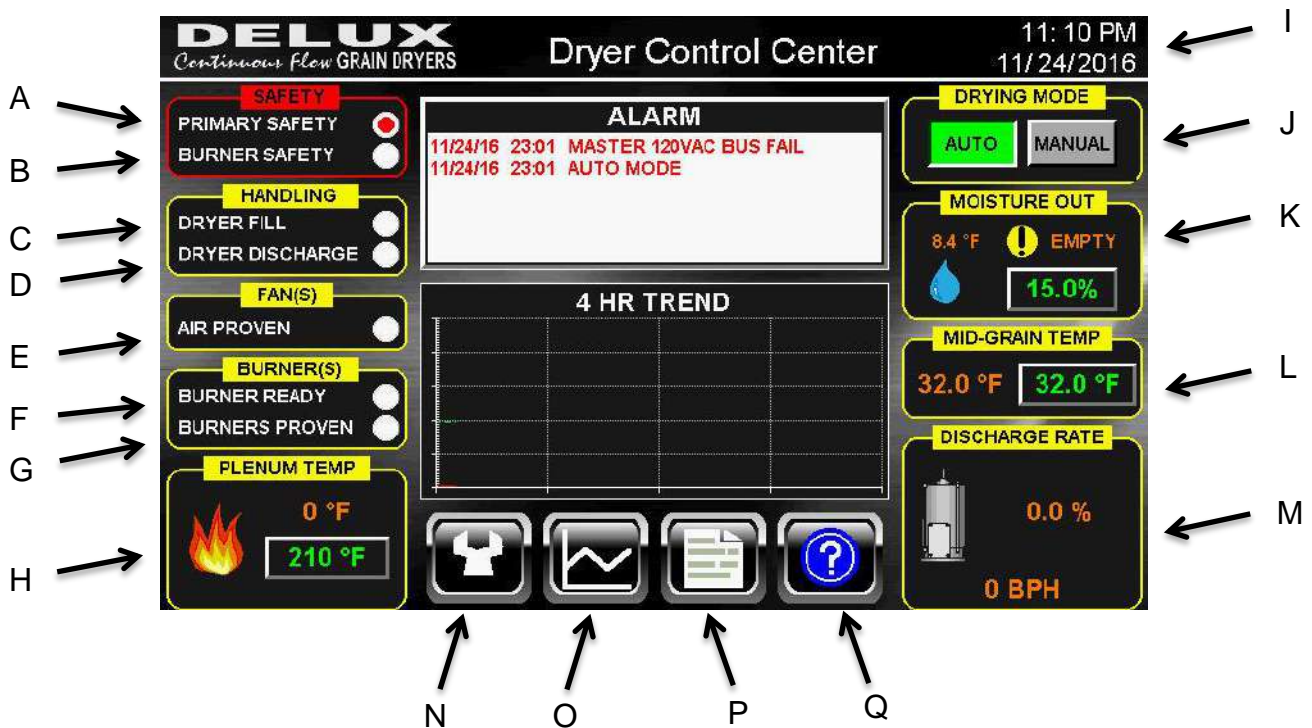 DELUX
Continuous Flow GRAIN DRYERS
Dryer Control Center
11:10 PM
11/24/2016
I
A
B
C
D
E
F
G
H
SAFETY
PRIMARY SAFETY
BURNER SAFETY
HANDLING
DRYER FILL
DRYER DISCHARGE
FAN(S)
AIR PROVEN
BURNER(S)
BURNER READY
BURNERS PROVEN
PLENUM TEMP
0 °F
210 °F
ALARM
11/24/16 23:01 MASTER 120VAC BUS FAIL
11/24/16 23:01 AUTO MODE
4 HR TREND
?
DRYING MODE
AUTO MANUAL
MOISTURE OUT
8.4 °F ! EMPTY
15.0%
MID-GRAIN TEMP
32.0 °F 32.0 °F
DISCHARGE RATE
0.0 %
0 BPH
J
K
L
M
N
O
P
Q